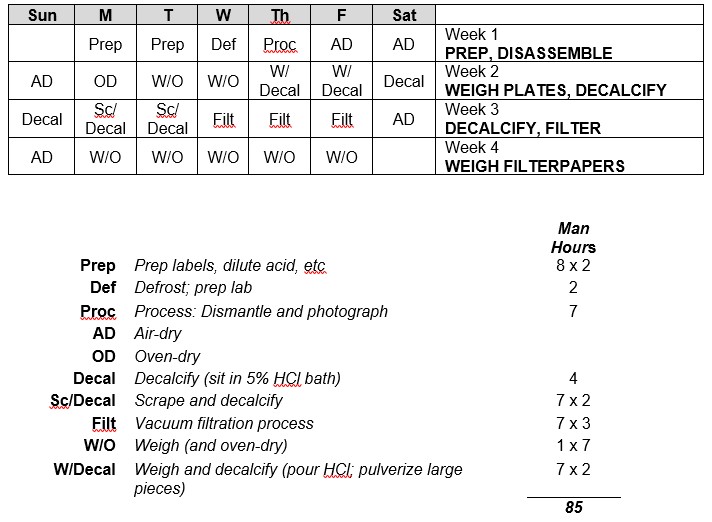 Sun M T W Th F Sat
Prep Prep Def Proc AD AD Week 1
PREP, DISASSEMBLE
AD OD W/O W/O W/ Decal W/ Decal Decal Week 2
WEIGH PLATES, DECALCIFY
Decal Sc/ Decal Sc/ Decal Filt Filt Filt AD Week 3
DECALCIFY, FILTER
AD W/O W/O W/O W/O W/O Week 4
WEIGH FILTERPAPERS
Man
Hours
Prep Prep labels, dilute acid, etc 8 x 2
Def Defrost; prep lab 2
Proc Process: Dismantle and photograph 7
AD Air-dry
OD Oven-dry
Decal Decalcify (sit in 5% HCl bath) 4
Sc/Decal Scrape and decalcify 7 x 2
Filt Vacuum filtration process 7 x 3
W/O Weigh (and oven-dry) 1 x 7
W/Decal Weigh and decalcify (pour HCl; pulverize large 7 x 2
pieces)
85